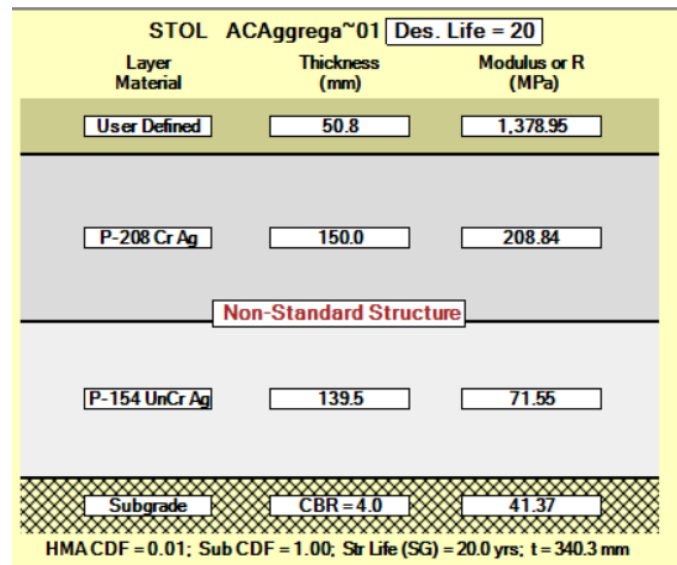 STOL ACAggrega~01 Des. Life = 20
Layer Material Thickness (mm) Modulus or R (MPa)
User Defined 50.8 1,378.95
P-208 Cr Ag 150.0 208.84
Non-Standard Structure
P-154 UnCr Ag 139.5 71.55
Subgrade CBR = 4.0 41.37
HMA CDF = 0.01; Sub CDF = 1.00; Str Life (SG) = 20.0 yrs; t = 340.3 mm